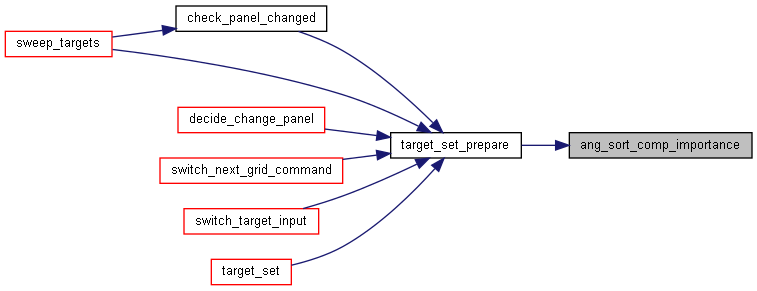 check_panel_changed
sweep_targets
decide_change_panel
target_set_prepare
ang_sort_comp_importance
switch_next_grid_command
switch_target_input
target_set